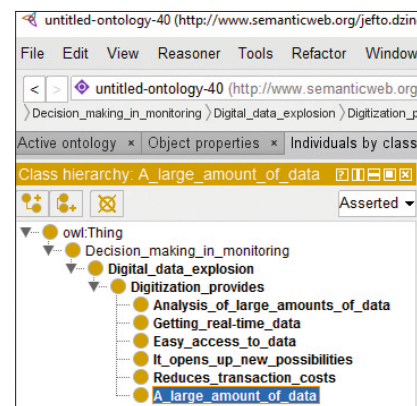 untitled-ontology-40 (http://www.semanticweb.org/jefto.dzin
File Edit View Reasoner Tools Refactor Window
< > untitled-ontology-40 (http://www.semanticweb.org
Decision_making_in_monitoring Digital_data_explosion Digitization_p
Active ontology × Object properties × Individuals by class
Class hierarchy: A_large_amount_of_data
Asserted
owl:Thing
Decision_making_in_monitoring
Digital_data_explosion
Digitization_provides
Analysis_of_large_amounts_of_data
Getting_real-time_data
Easy_access_to_data
It_opens_up_new_possibilities
Reduces_transaction_costs
A_large_amount_of_data